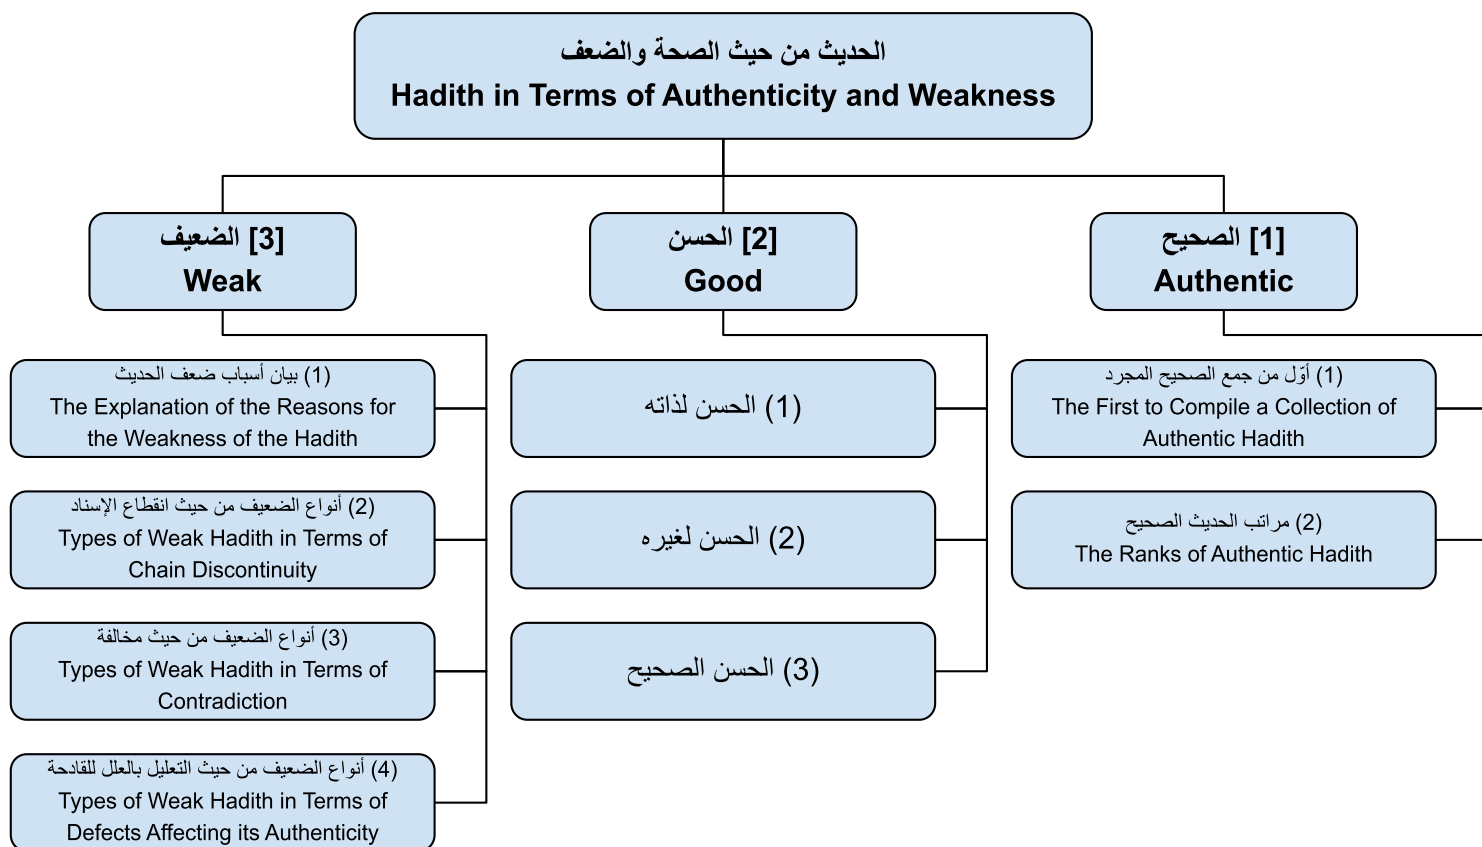 الحديث من حيث الصحة والضعف
Hadith in Terms of Authenticity and Weakness
[1] الصحيح
Authentic
[2] الحسن
Good
[3] الضعيف
Weak
(1) أوّل من جمع الصحيح المجرد
The First to Compile a Collection of
Authentic Hadith
(2) مراتب الحديث الصحيح
The Ranks of Authentic Hadith
(1) الحسن لذاته
(2) الحسن لغيره
(3) الحسن الصحيح
(1) بيان أسباب ضعف الحديث
The Explanation of the Reasons for
the Weakness of the Hadith
(2) أنواع الضعيف من حيث انقطاع الإسناد
Types of Weak Hadith in Terms of
Chain Discontinuity
(3) أنواع الضعيف من حيث مخالفة
Types of Weak Hadith in Terms of
Contradiction
(4) أنواع الضعيف من حيث التعليل بالعلل للقادحة
Types of Weak Hadith in Terms of
Defects Affecting its Authenticity